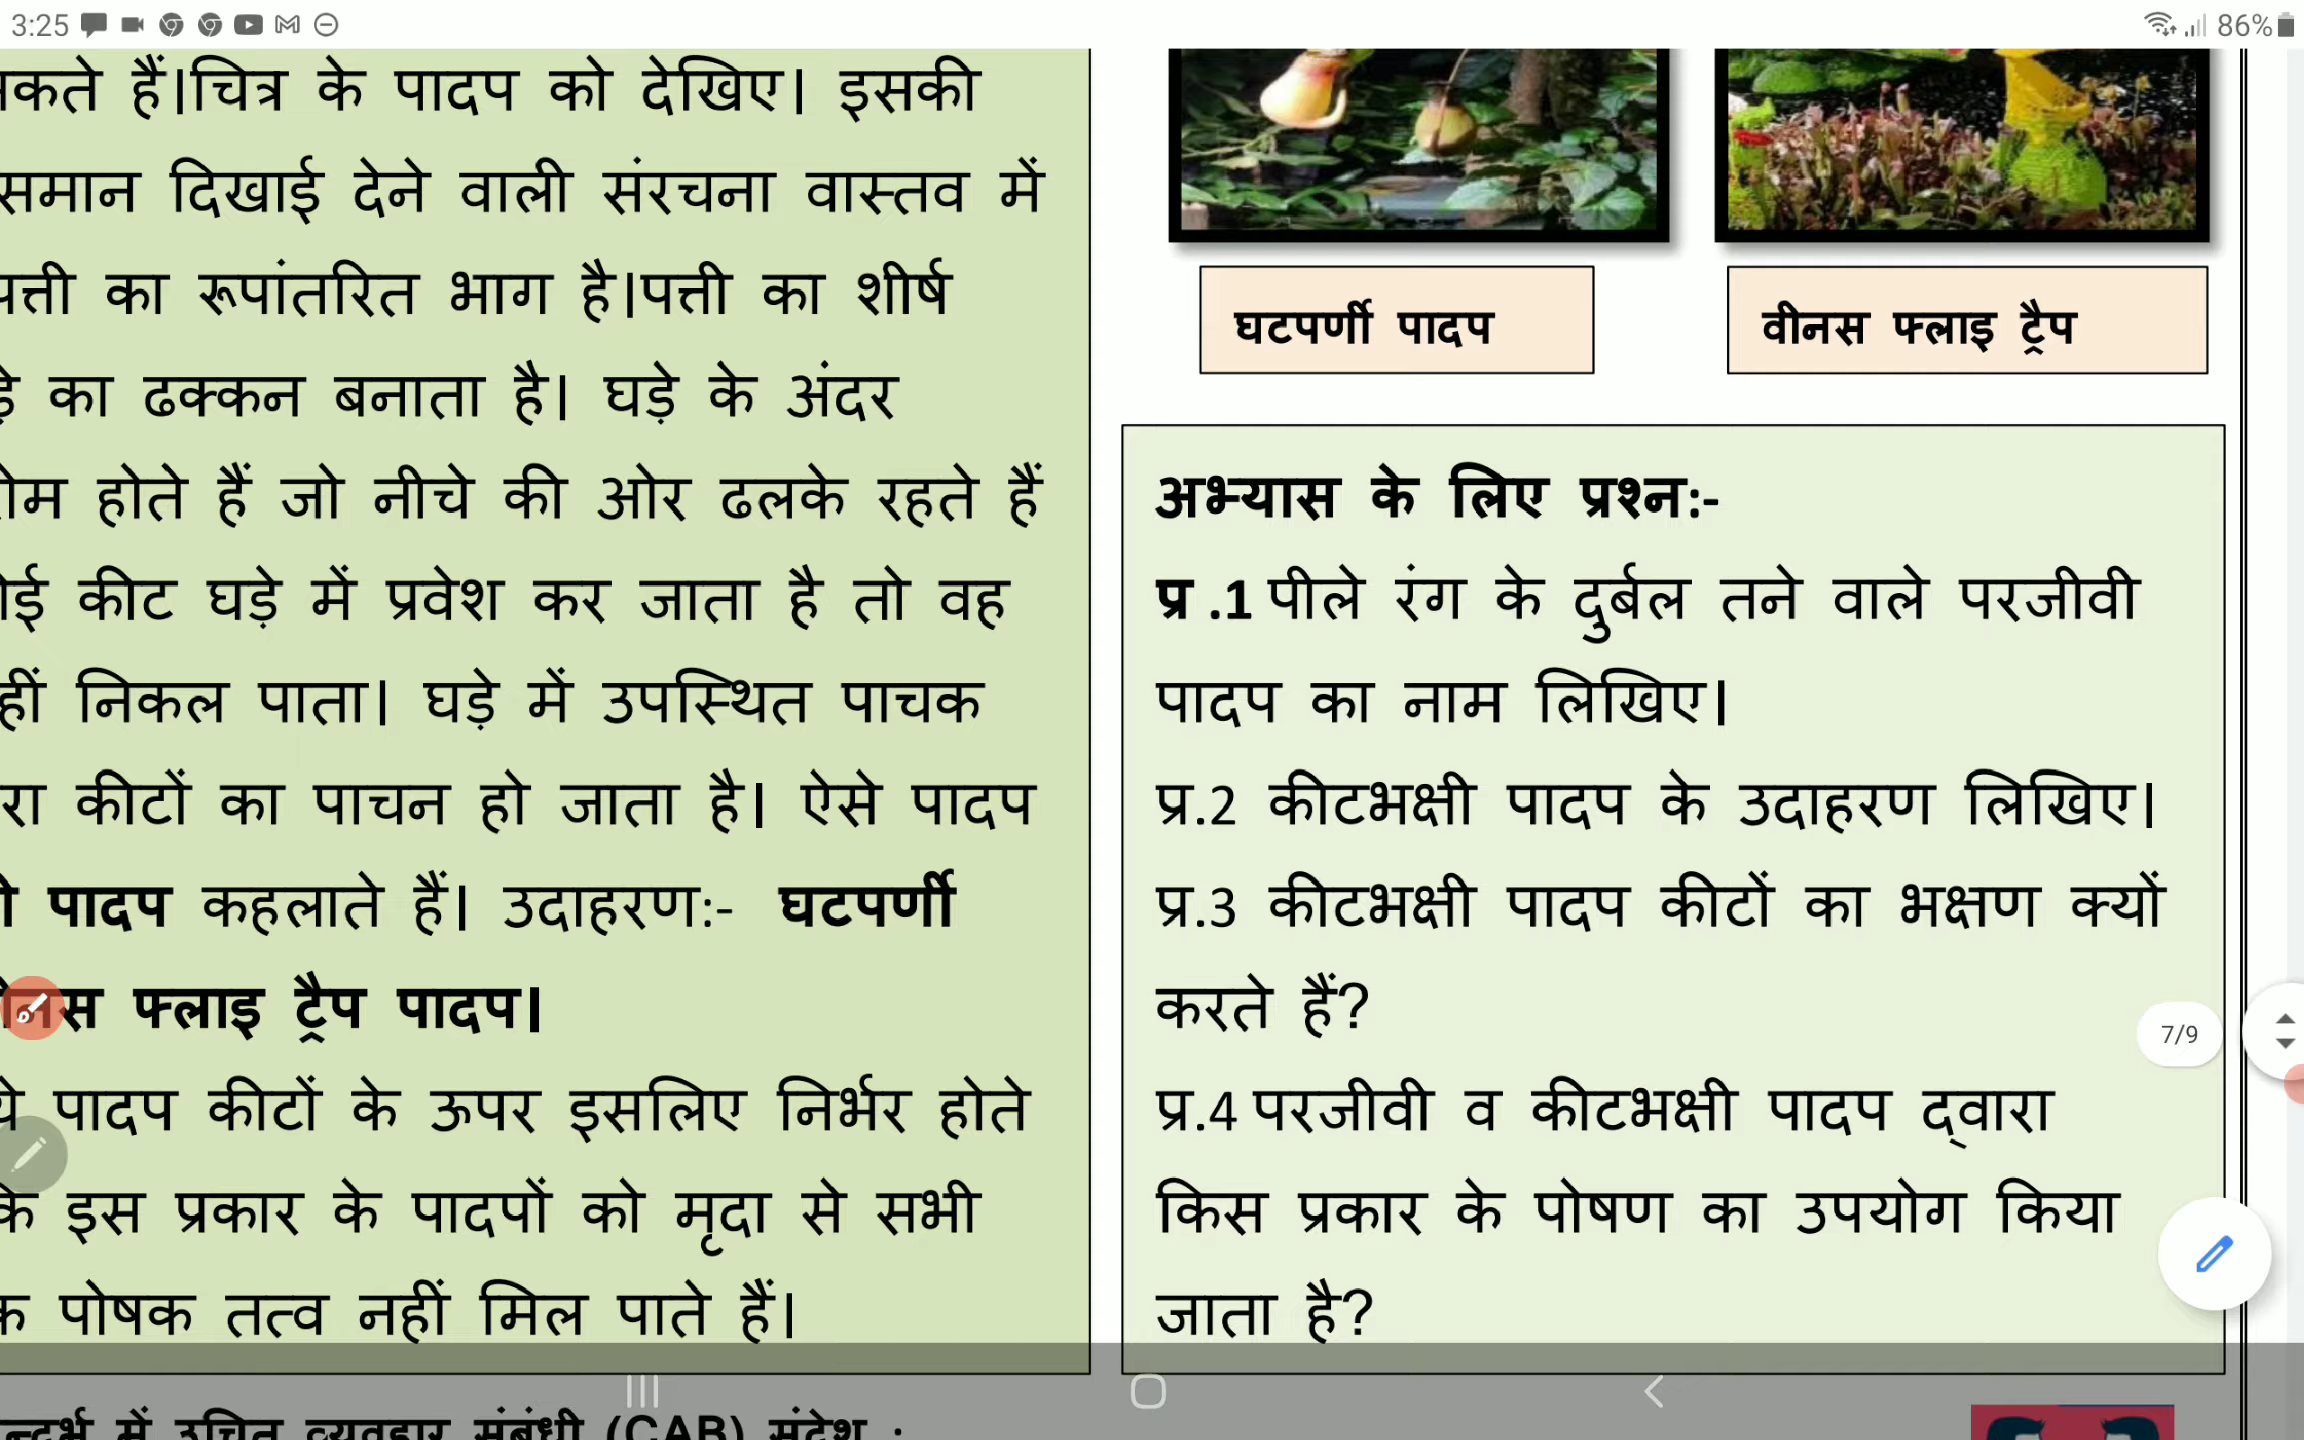 3:25
86%
चित्र के पादप को देखिए। इसकी
समान दिखाई देने वाली संरचना वास्तव में
का रूपांतरित भाग है।पत्ती का शीर्ष
का ढक्कन बनाता है। घड़े के अंदर
होते हैं जो नीचे की ओर ढलके रहते हैं
कीट घड़े में प्रवेश कर जाता है तो वह
निकल पाता। घड़े में उपस्थित पाचक
कीटों का पाचन हो जाता है। ऐसे पादप
पादप कहलाते हैं। उदाहरण:- घटपर्णी
फ्लाइ ट्रैप पादप।
पादप कीटों के ऊपर इसलिए निर्भर होते
इस प्रकार के पादपों को मृदा से सभी
पोषक तत्व नहीं मिल पाते हैं।
घटपर्णी पादप
वीनस फ्लाइ ट्रैप
अभ्यास के लिए प्रश्न:-
प्र .1 पीले रंग के दुर्बल तने वाले परजीवी
पादप का नाम लिखिए।
प्र.2 कीटभक्षी पादप के उदाहरण लिखिए।
प्र.3 कीटभक्षी पादप कीटों का भक्षण क्यों
करते हैं?
प्र.4 परजीवी व कीटभक्षी पादप द्वारा
किस प्रकार के पोषण का उपयोग किया
जाता है?
7/9
में उचित व्यवहार संबंधी (CAB) संदेश :